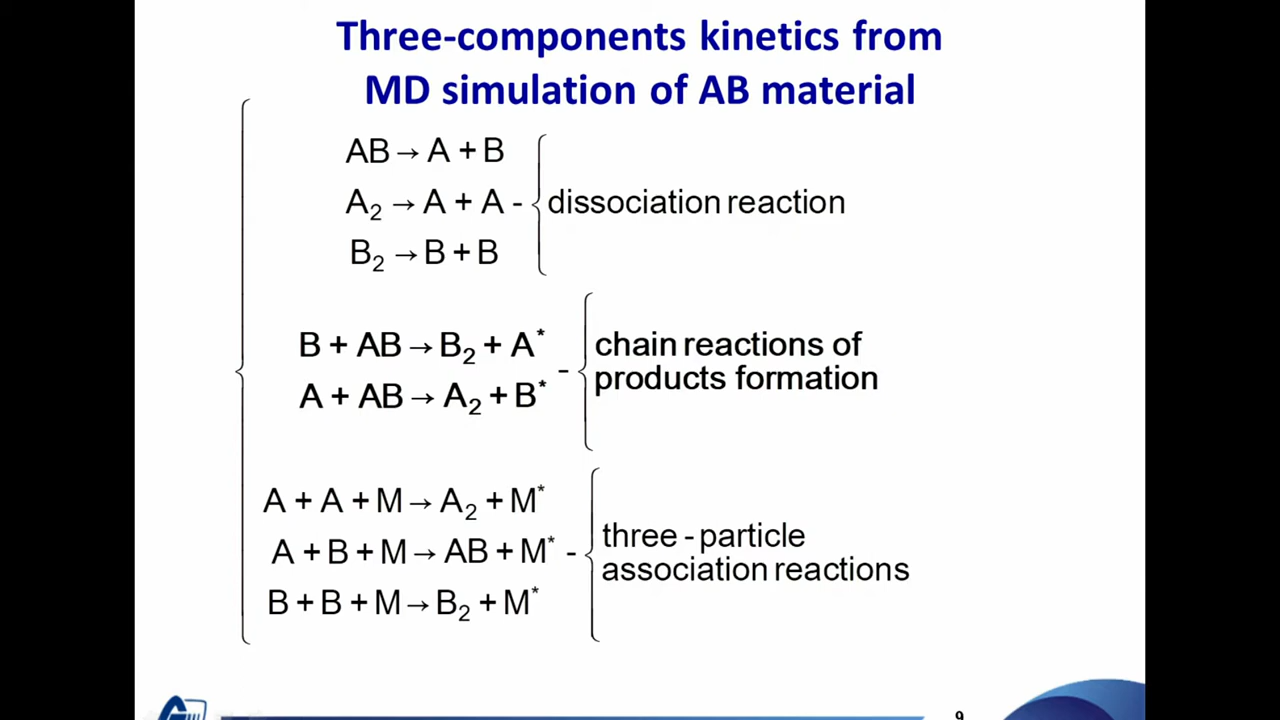 Three-components kinetics from
MD simulation of AB material
AB → A + B
A₂ → A + A - dissociation reaction
B₂ → B + B
B + AB → B₂ + A*
A + AB → A₂ + B*
- chain reactions of
products formation
A + A + M → A₂ + M*
A + B + M → AB + M* -
B + B + M → B₂ + M*
three - particle
association reactions
9